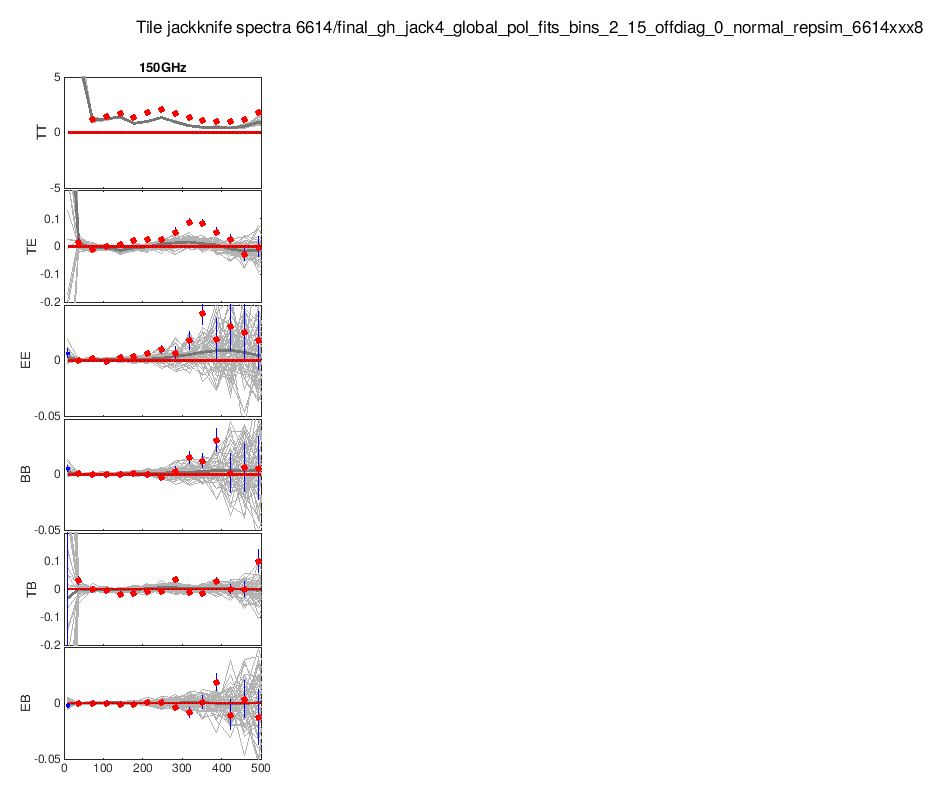 Tile jackknife spectra 6614/final_gh_jack4_global_pol_fits_bins_2_15_offdiag_0_normal_repsim_6614xxx8
150GHz
5
0
-5
TT
0.1
0
-0.1
-0.2
TE
0
-0.05
EE
0
-0.05
BB
0.1
0
-0.1
-0.2
TB
0
-0.05
EB
0 100 200 300 400 500